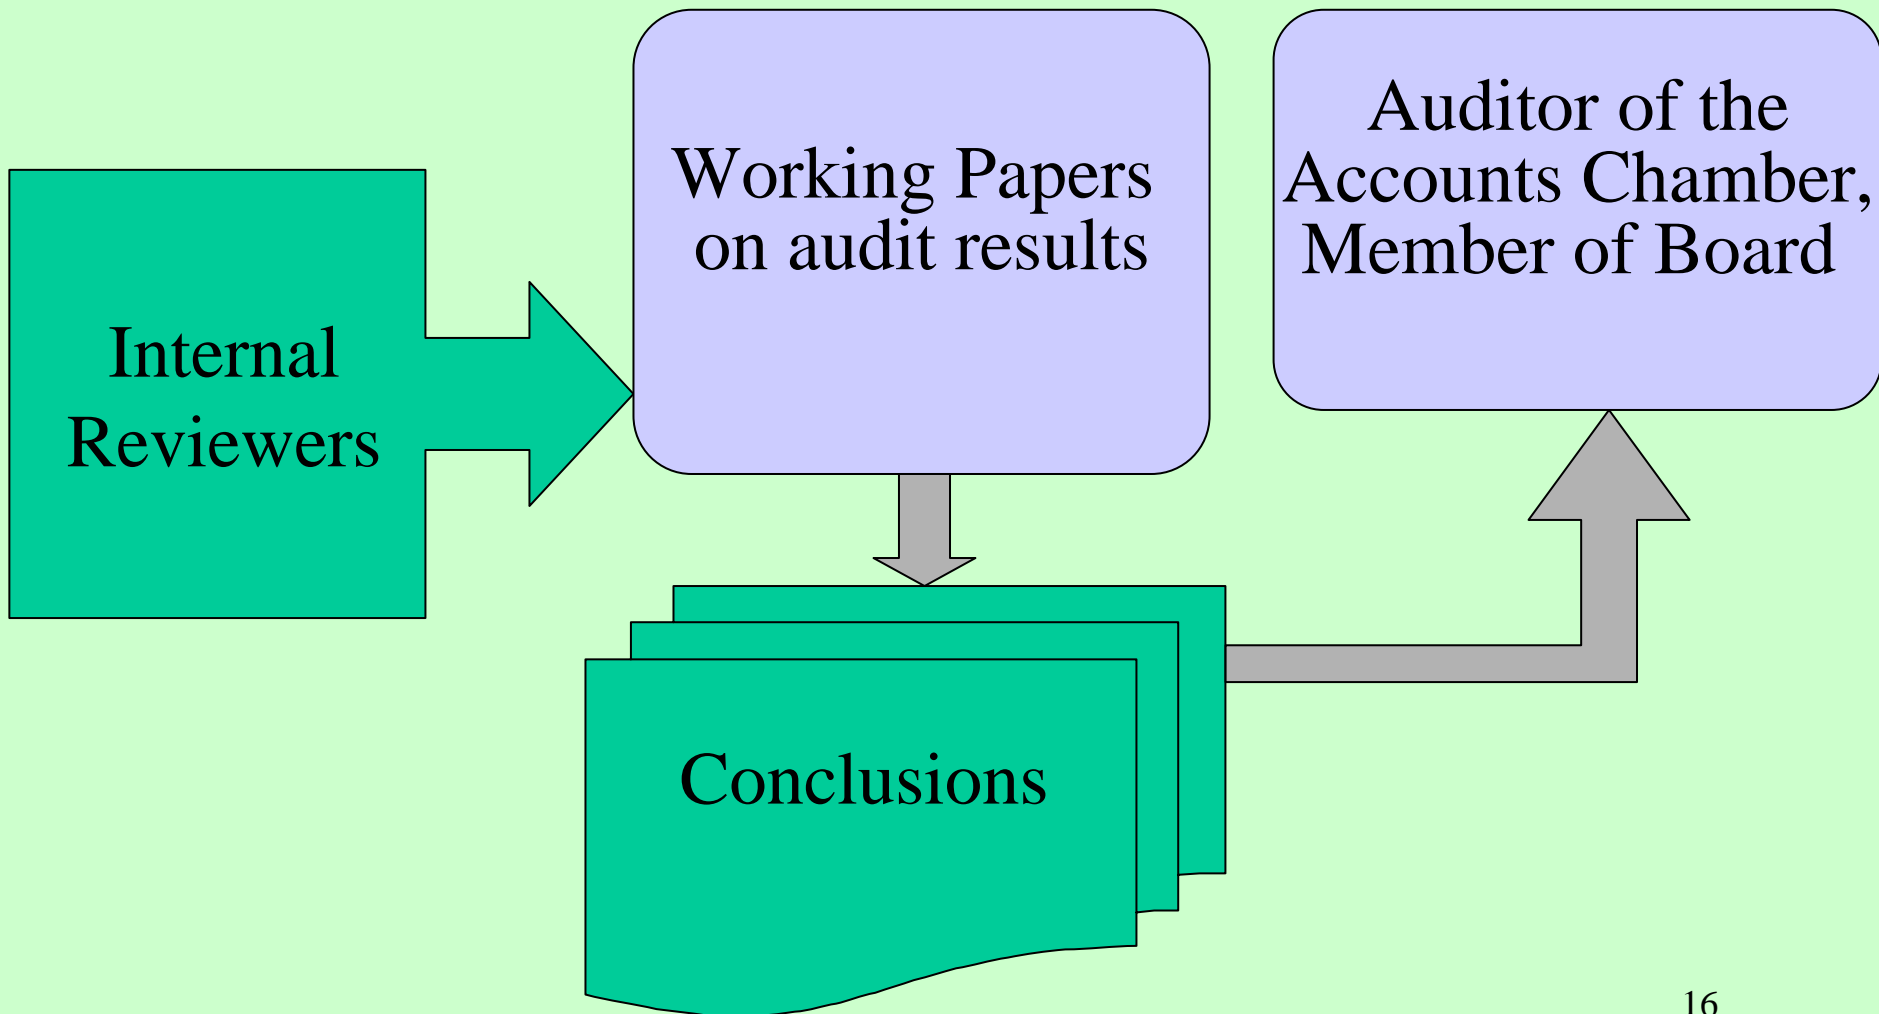 Internal
Reviewers
Working Papers
on audit results
Auditor of the
Accounts Chamber,
Member of Board
Conclusions
16